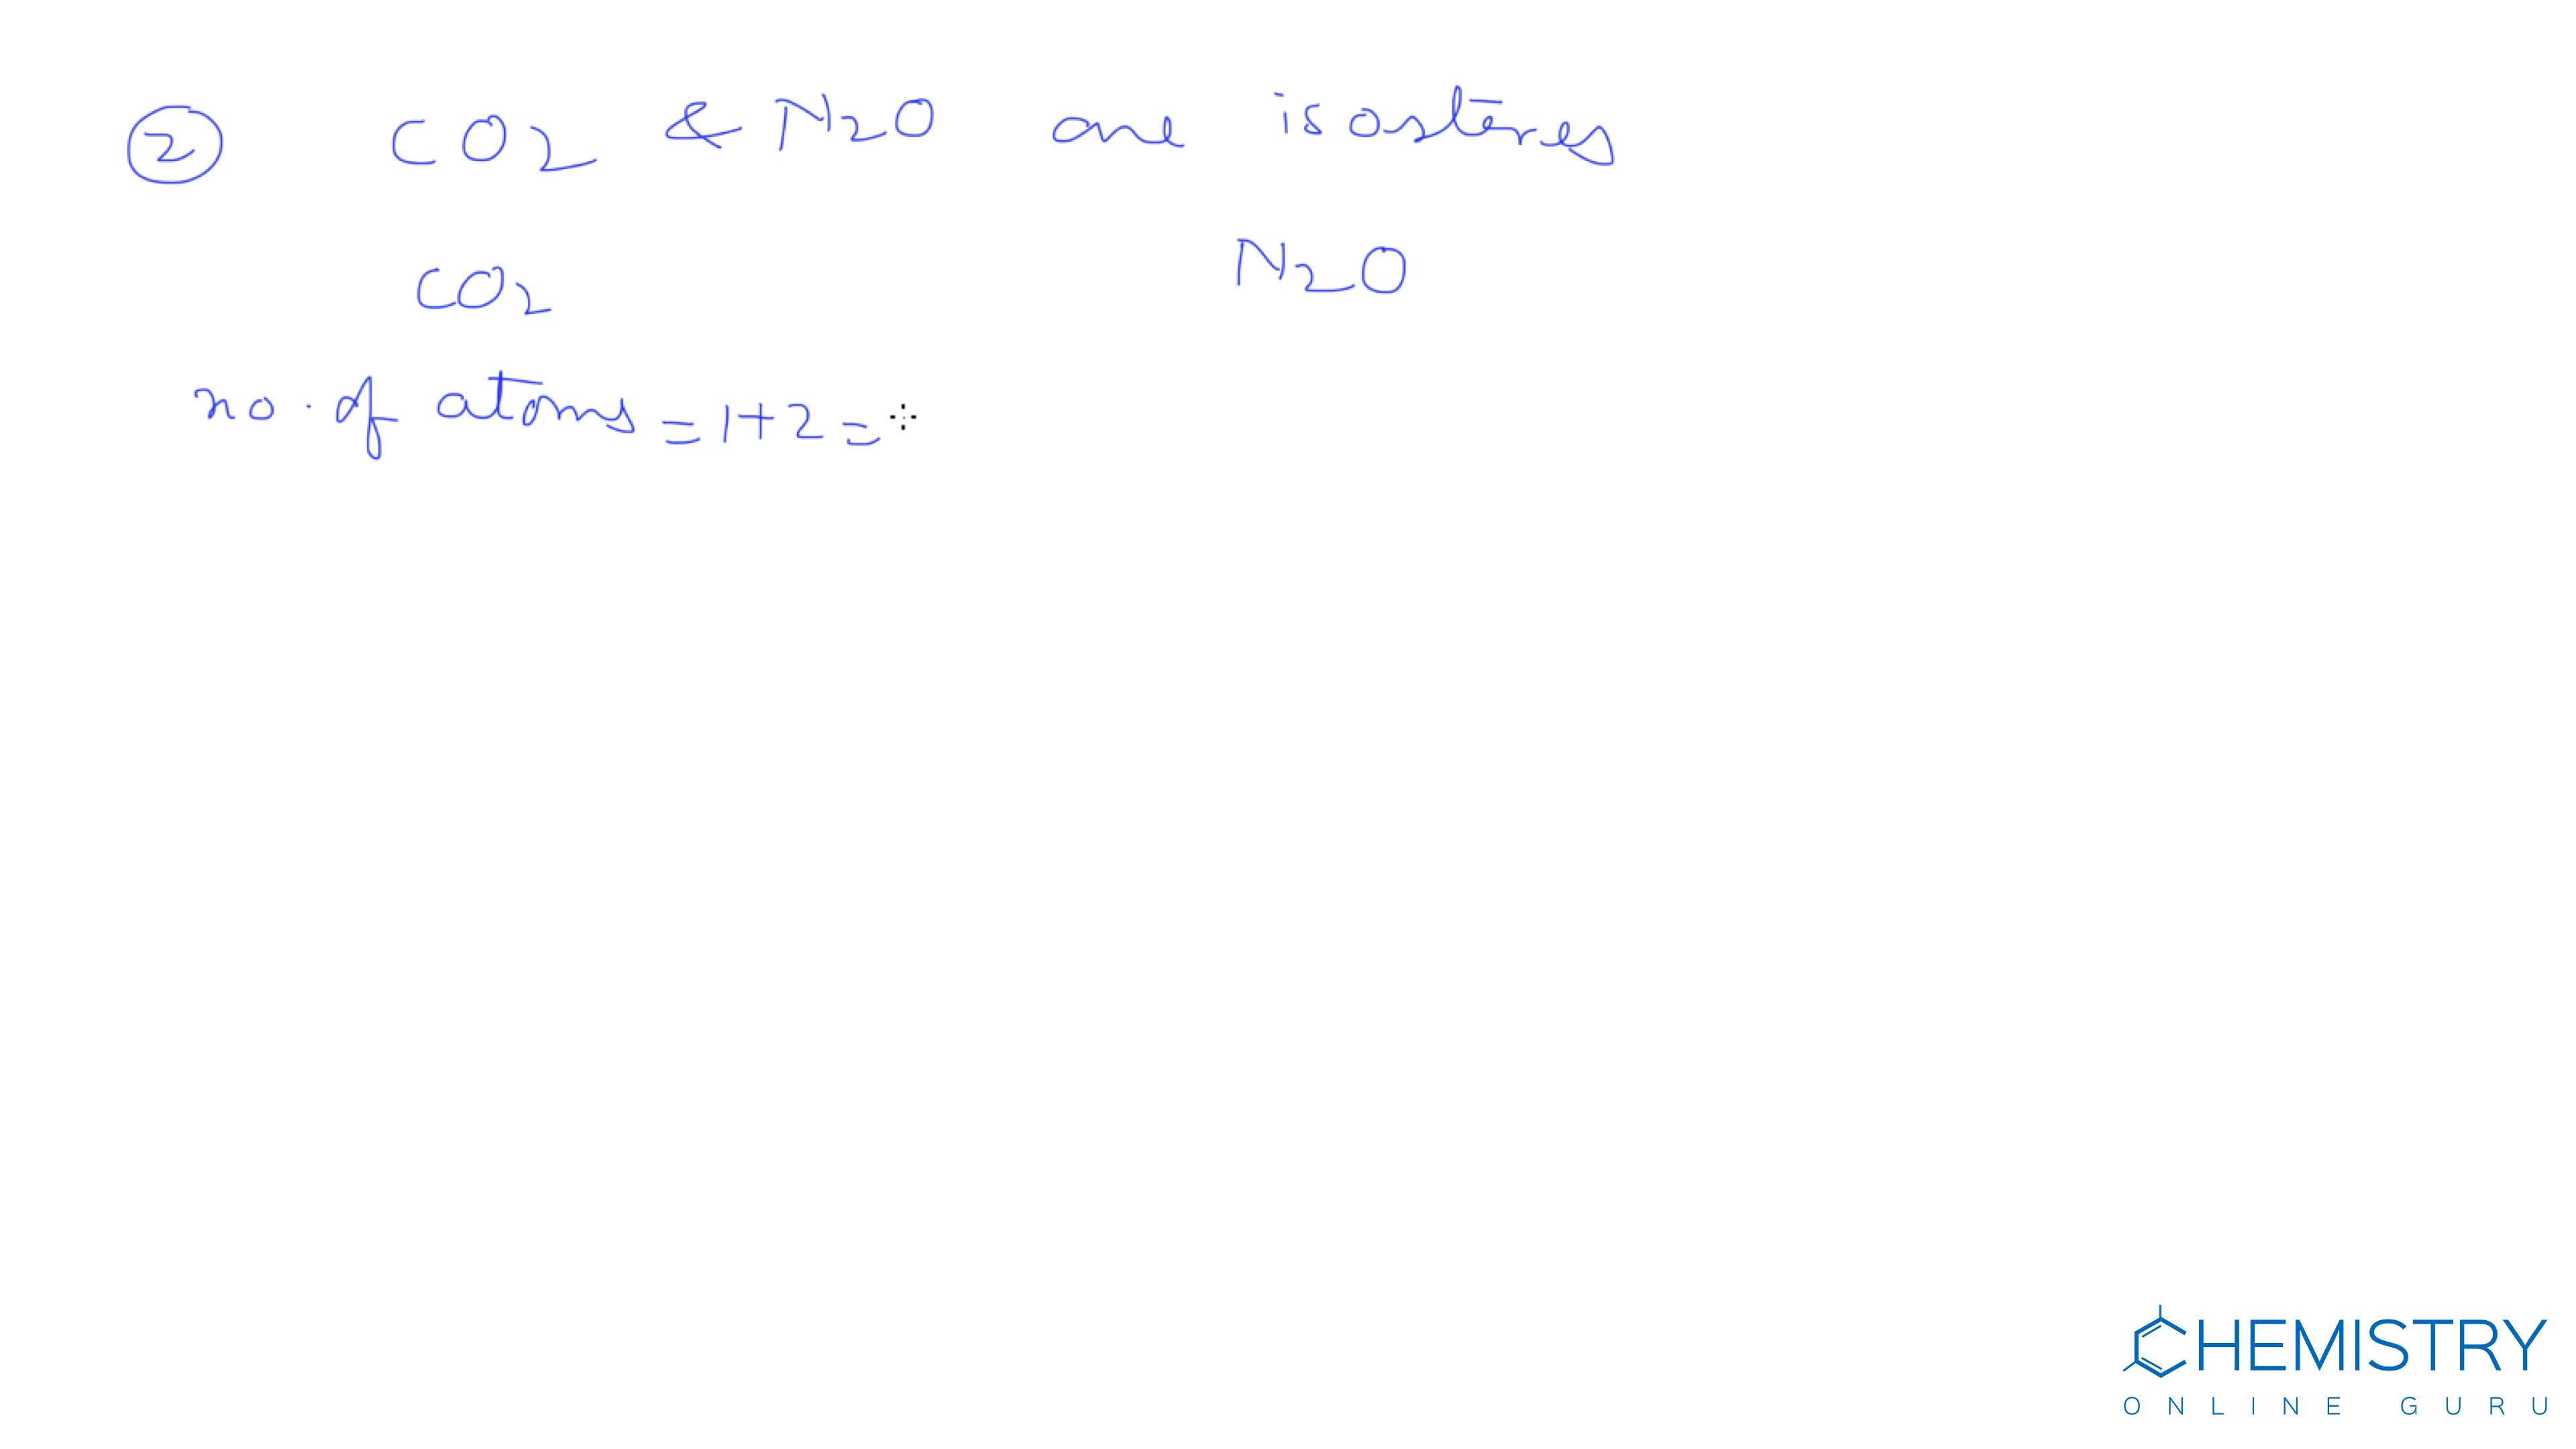 ② CO2 & N2O are isosteres
CO2 N2O
no. of atoms = 1+2 =
CHEMISTRY
ONLINE GURU